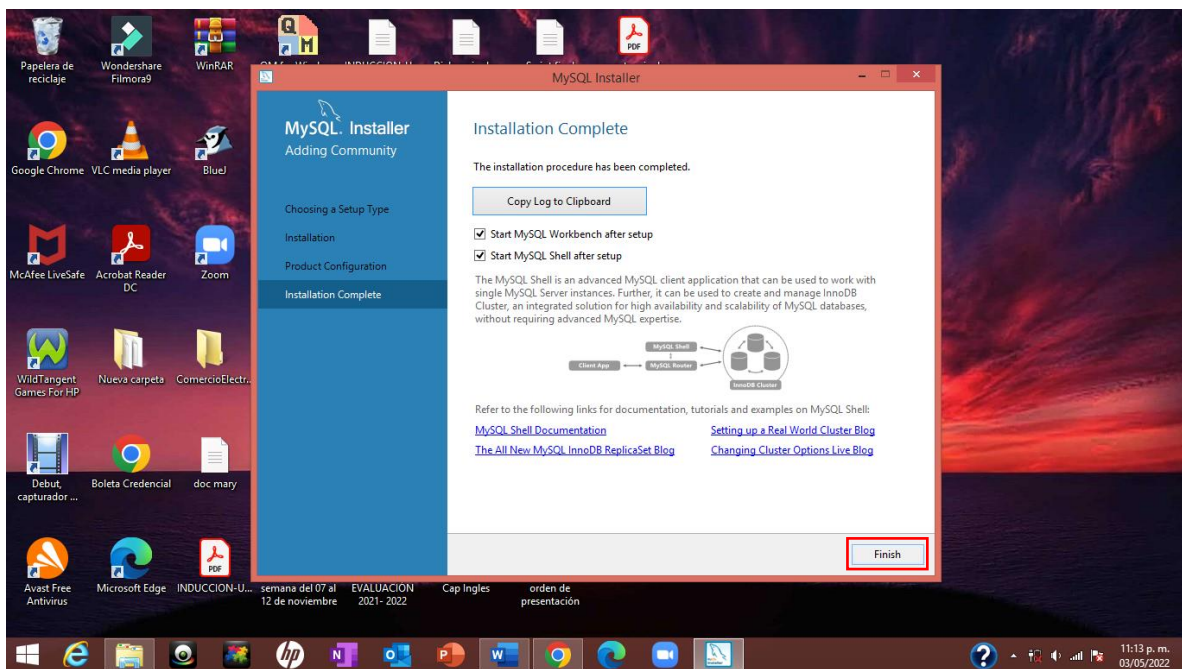 Papelera de
reciclaje
Wondershare
Filmora9
WinRAR
Q
M
PDF
MySQL Installer
MySQL. Installer
Adding Community
Choosing a Setup Type
Installation
Product Configuration
Installation Complete
Installation Complete
The installation procedure has been completed.
Copy Log to Clipboard
Start MySQL Workbench after setup
Start MySQL Shell after setup
The MySQL Shell is an advanced MySQL client application that can be used to work with
single MySQL Server instances. Further, it can be used to create and manage InnoDB
Cluster, an integrated solution for high availability and scalability of MySQL databases,
without requiring advanced MySQL expertise.
MySQL Shell
Client App
MySQL Router
InnoDB Cluster
Refer to the following links for documentation, tutorials and examples on MySQL Shell:
MySQL Shell Documentation
Setting up a Real World Cluster Blog
The All New MySQL InnoDB ReplicaSet Blog
Changing Cluster Options Live Blog
Finish
Google Chrome
VLC media player
BlueJ
McAfee LiveSafe
Acrobat Reader
DC
Zoom
WildTangent
Games For HP
Nueva carpeta
ComercioElectr...
Debut,
capturador ...
Boleta Credencial
doc mary
PDF
Avast Free
Antivirus
Microsoft Edge
INDUCCION-U...
semana del 07 al
12 de noviembre
EVALUACION
2021- 2022
Cap Ingles
orden de
presentación
hp
N
o
P
W
?
11:13 p. m.
03/05/2022